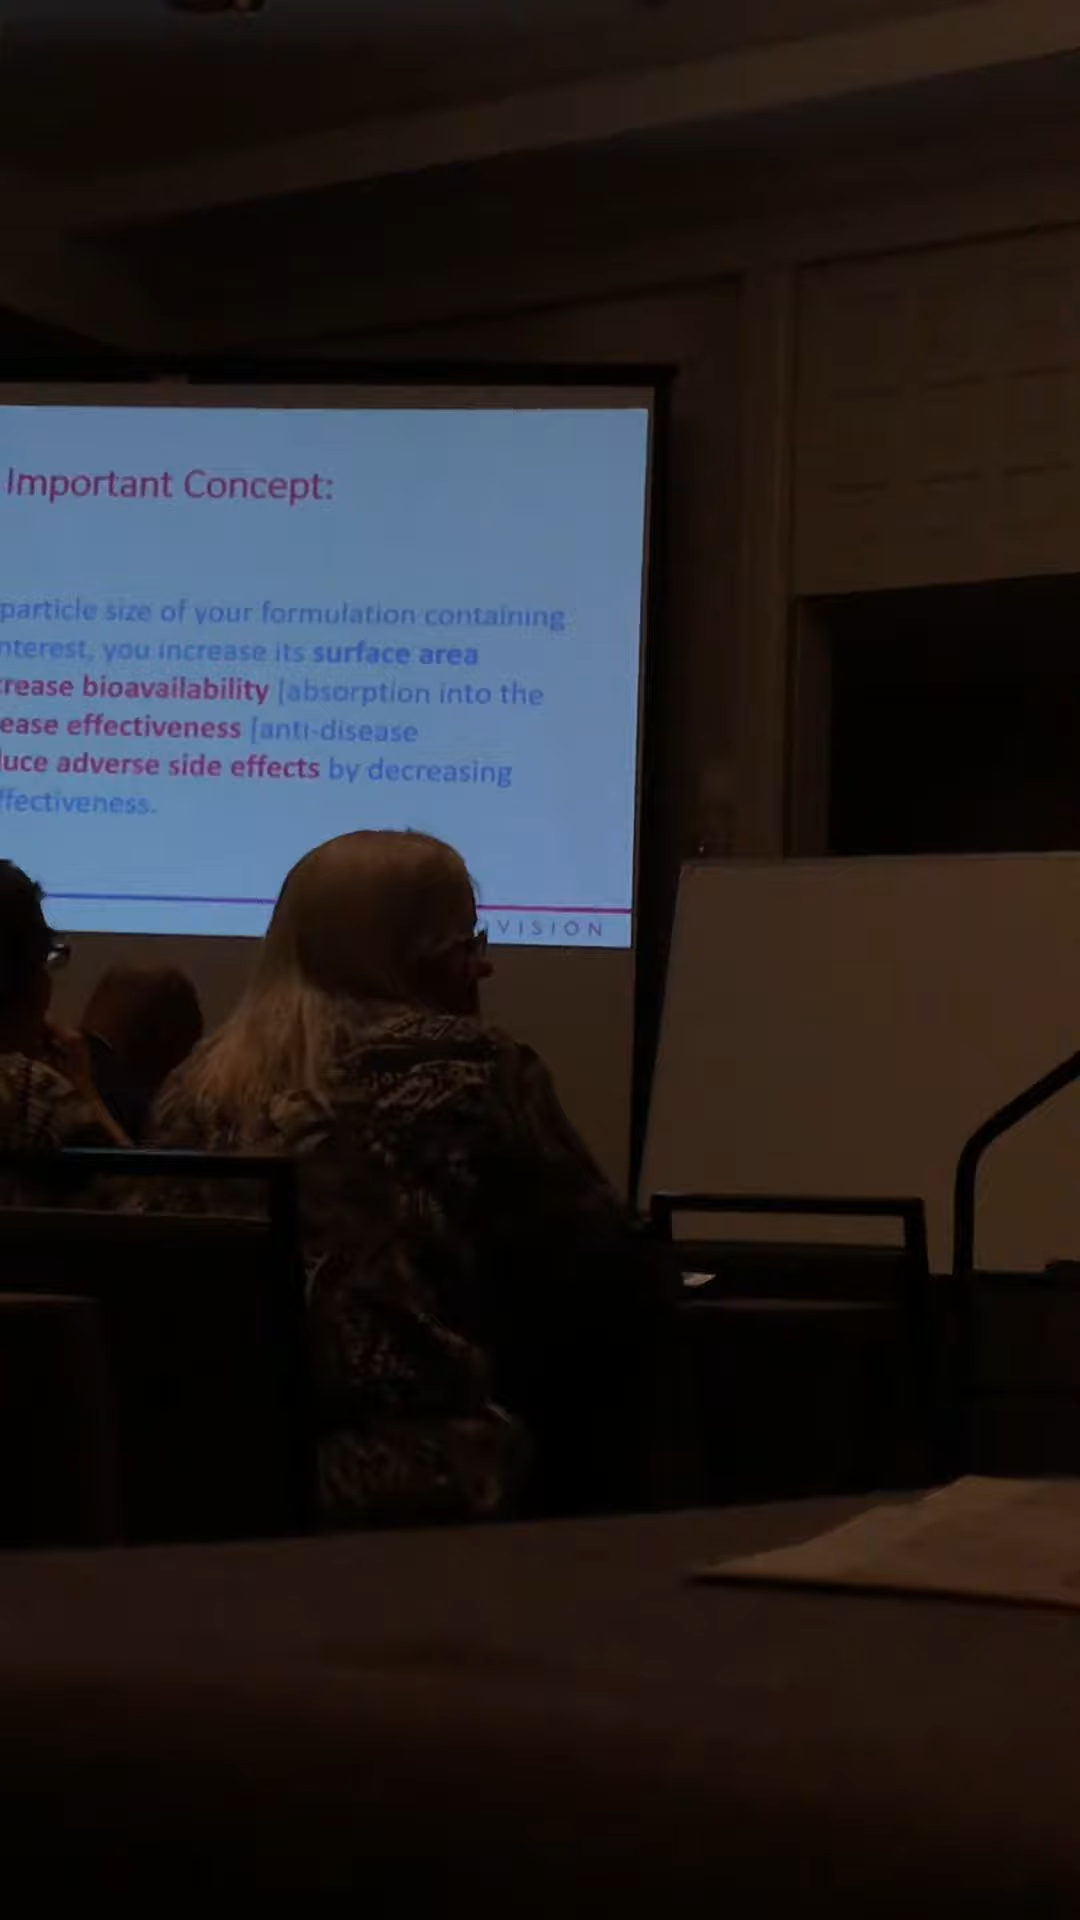 Important Concept:
particle size of your formulation containing
nterest, you increase its surface area
rease bioavailability [absorption into the
ease effectiveness [anti-disease
luce adverse side effects by decreasing
ffectiveness.
VISION